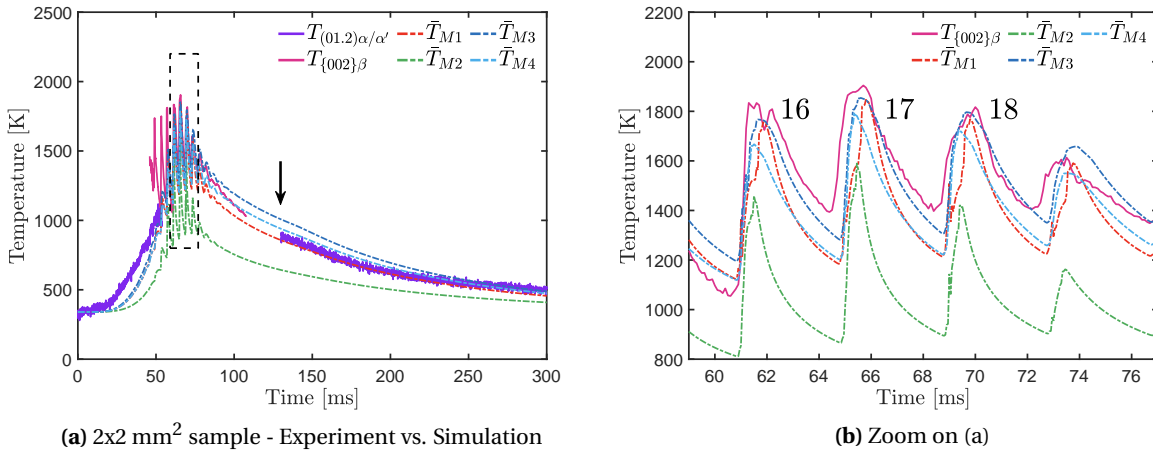 T(01.2)α/α′ T̄M1 T̄M3
T{002}β T̄M2 T̄M4
2500
2000
1500
1000
500
0
Temperature [K]
0 50 100 150 200 250 300
Time [ms]
(a) 2x2 mm² sample - Experiment vs. Simulation
T{002}β T̄M2 T̄M4
T̄M1 T̄M3
16 17 18
2200
2000
1800
1600
1400
1200
1000
800
Temperature [K]
60 62 64 66 68 70 72 74 76
Time [ms]
(b) Zoom on (a)